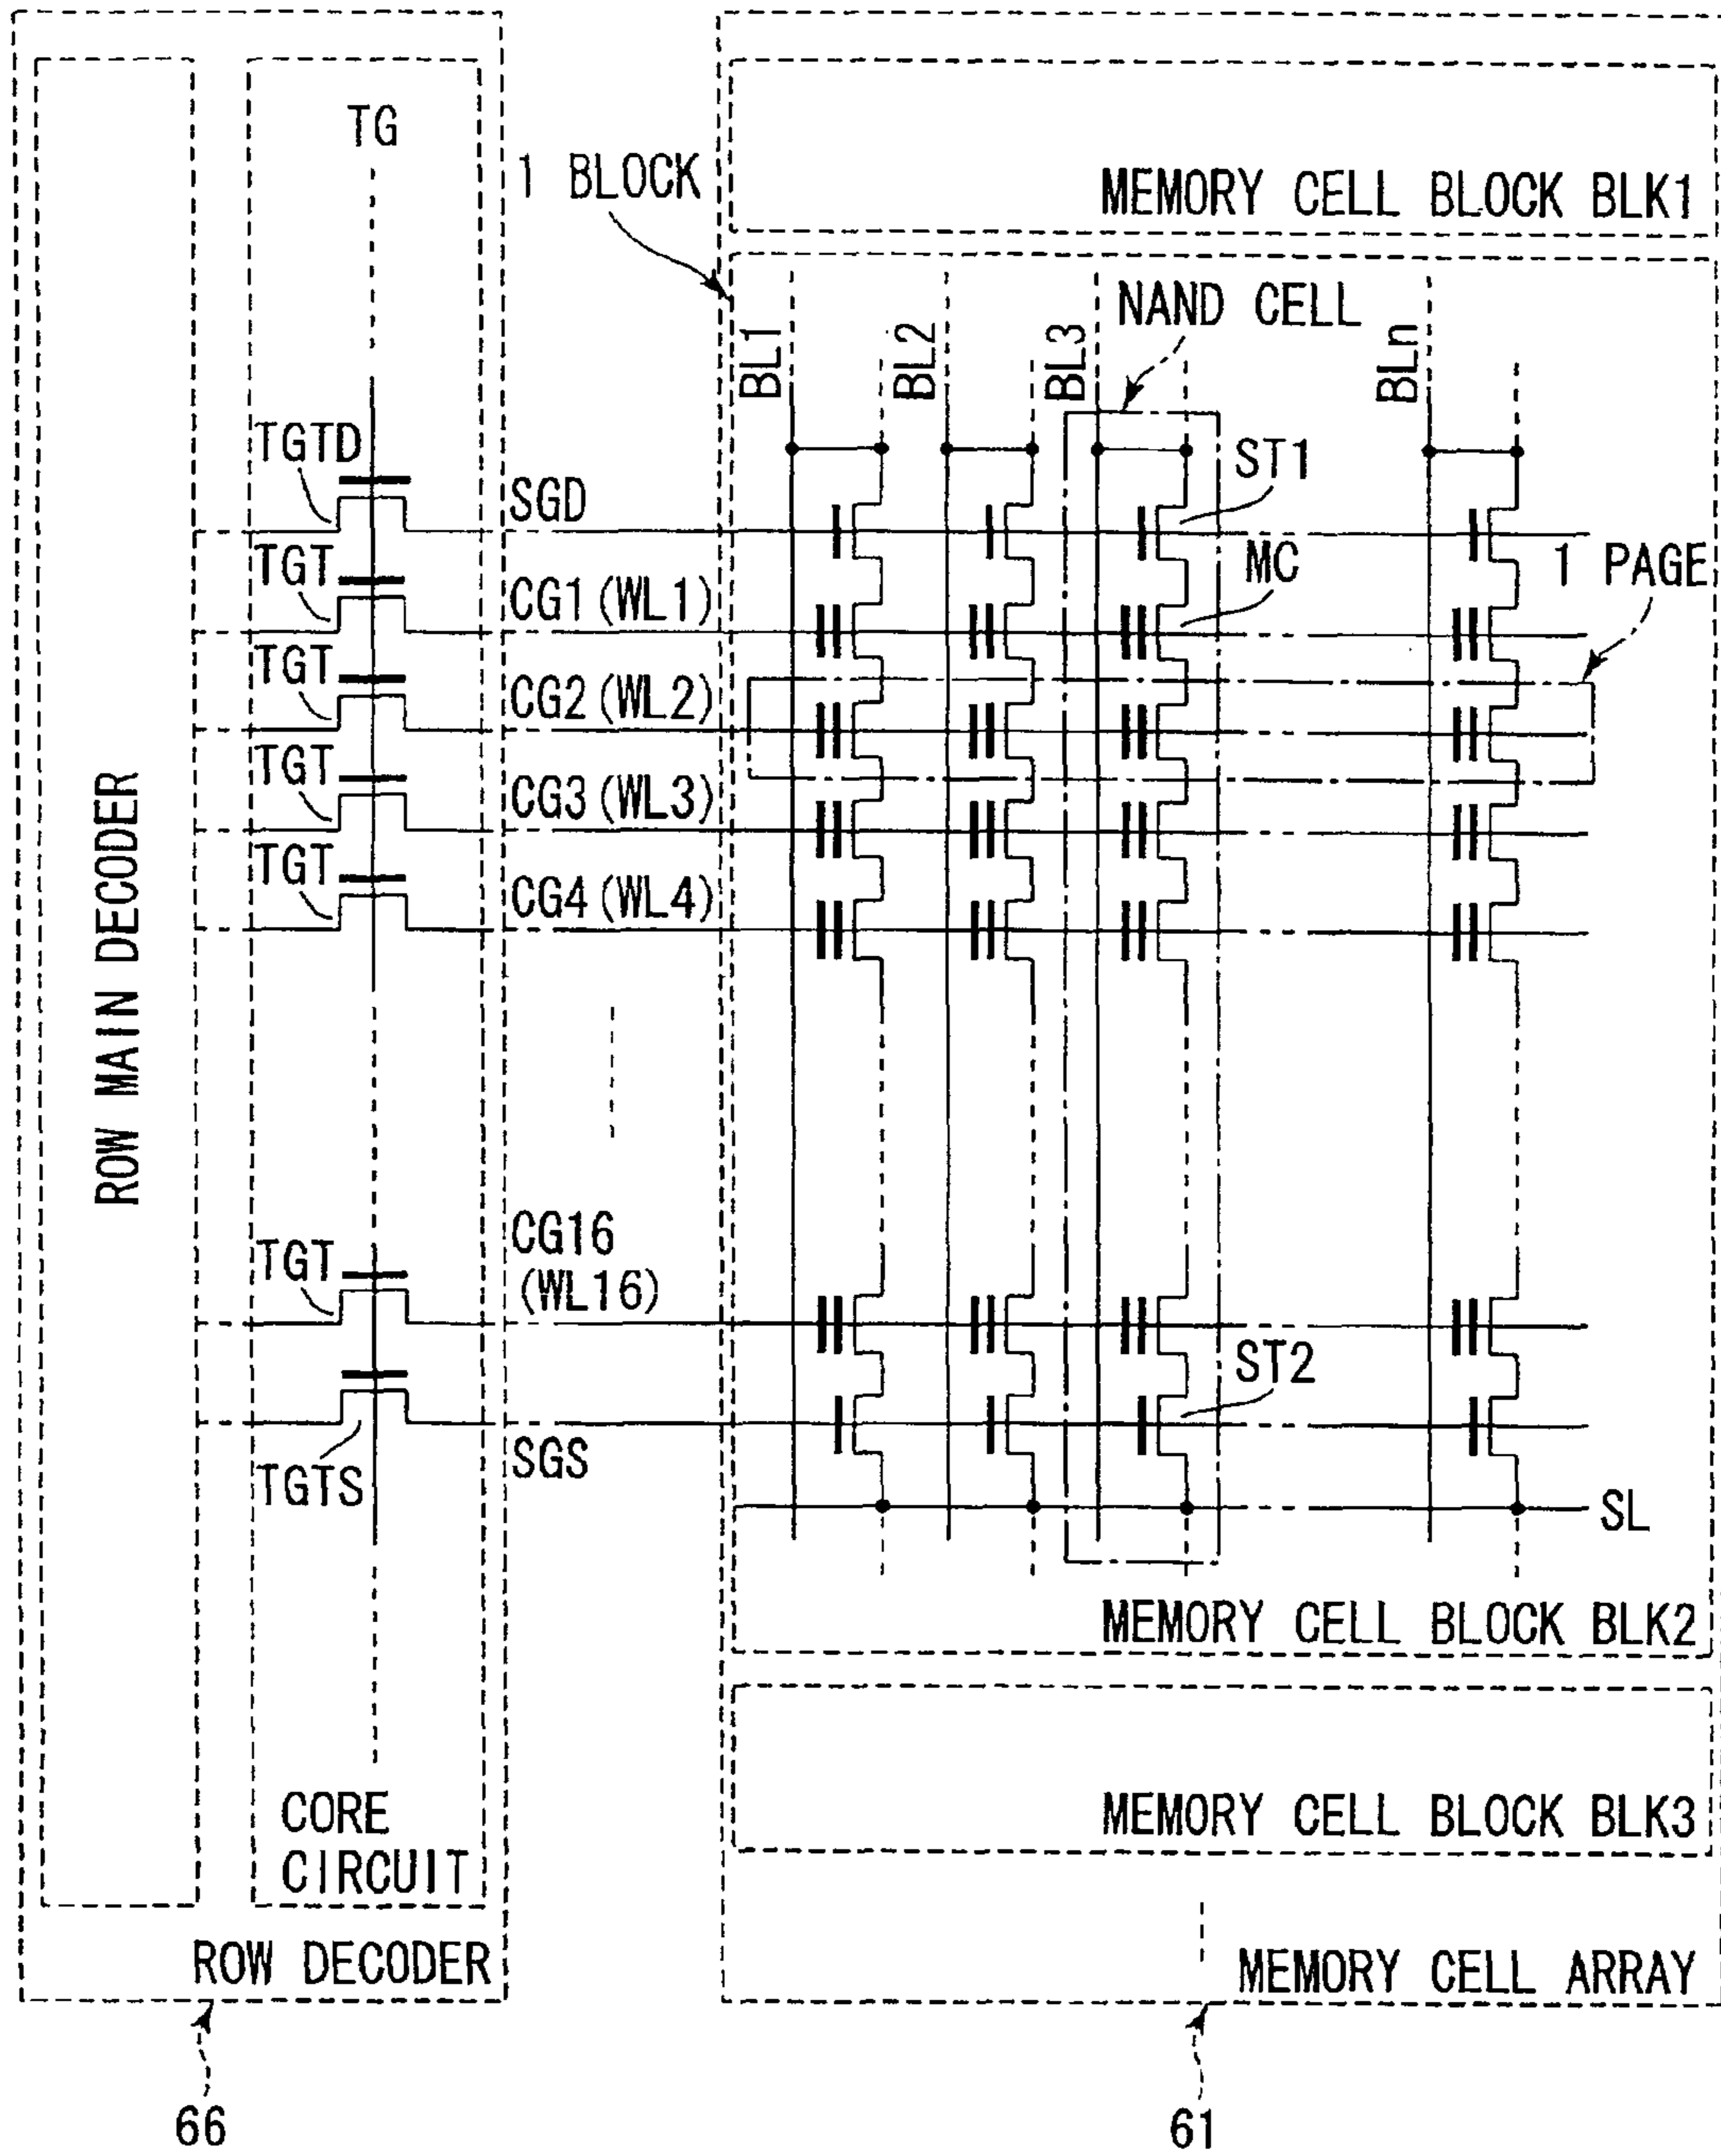 TG
1 BLOCK
MEMORY CELL BLOCK BLK1
NAND CELL
BL1
BL2
BL3
BLn
TGTD
SGD
ST1
TGT
CG1 (WL1)
MC
1 PAGE
TGT
CG2 (WL2)
TGT
CG3 (WL3)
TGT
CG4 (WL4)
ROW MAIN DECODER
TGT
CG16
(WL16)
ST2
TGTS
SGS
SL
MEMORY CELL BLOCK BLK2
CORE
CIRCUIT
MEMORY CELL BLOCK BLK3
ROW DECODER
MEMORY CELL ARRAY
66
61